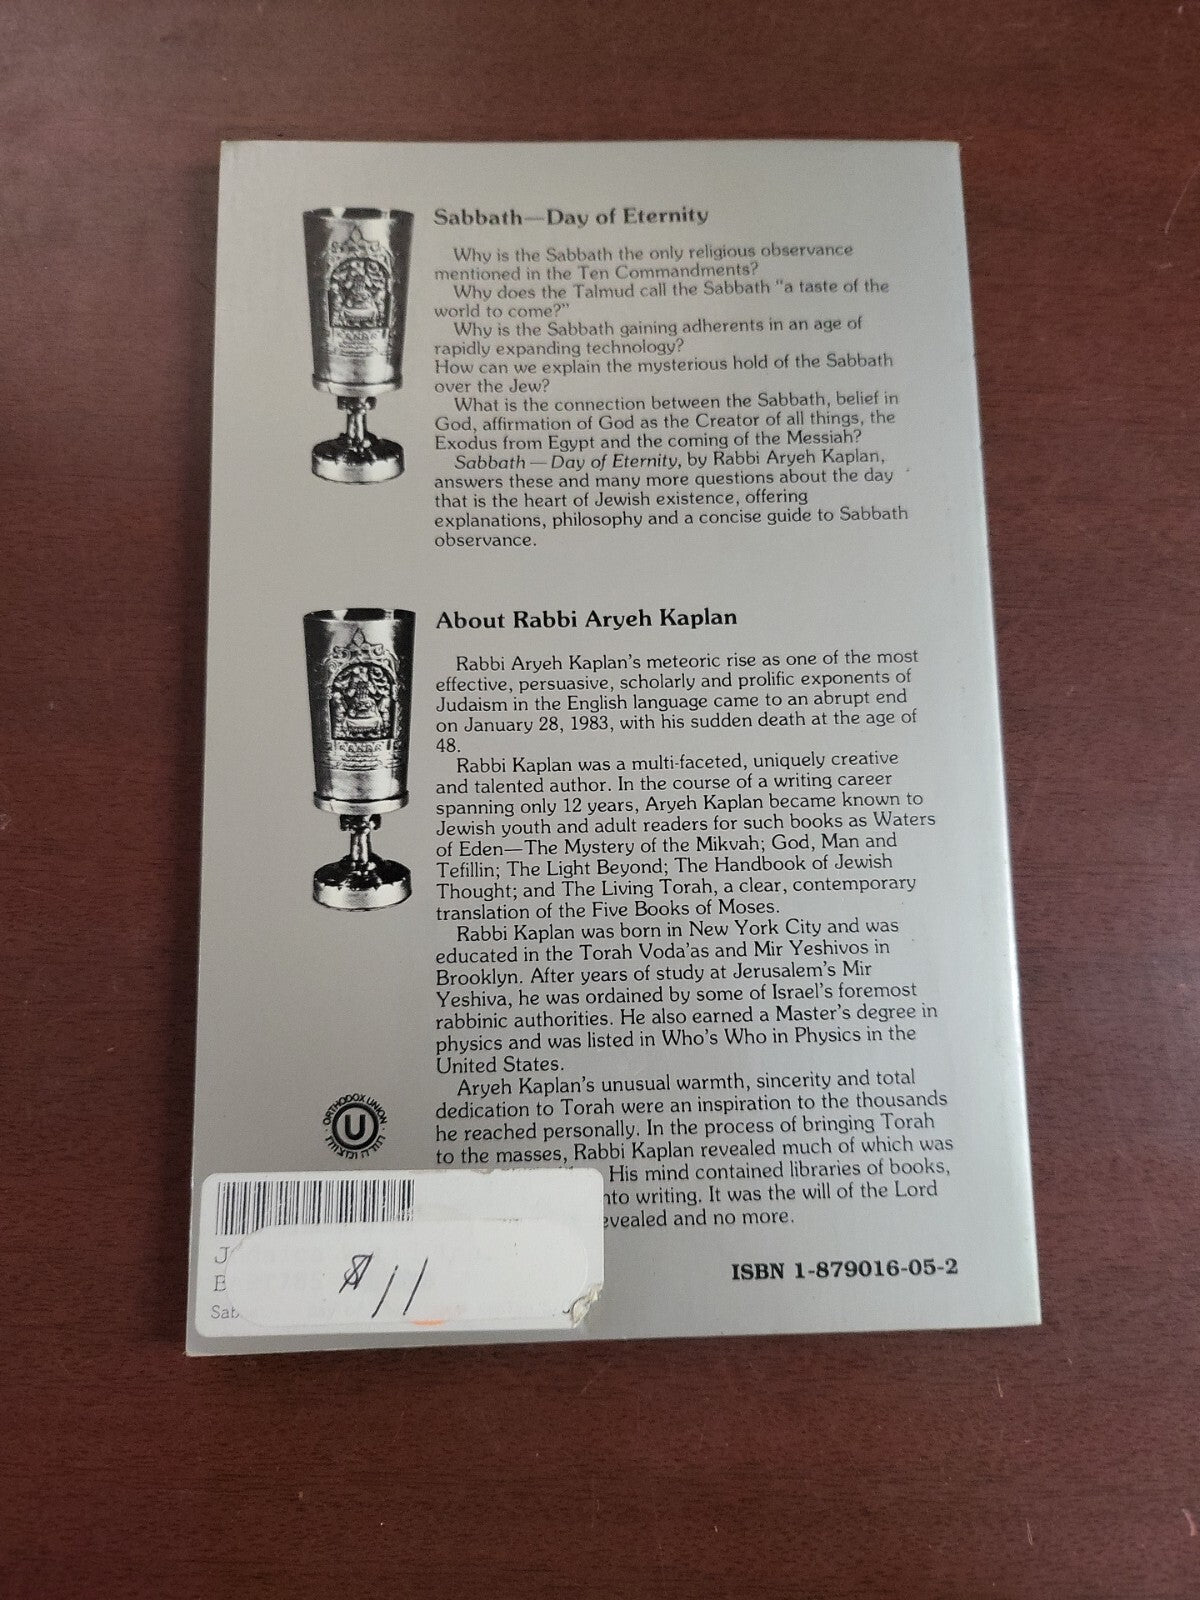 Sabbath—Day of Eternity
Why is the Sabbath the only religious observance
mentioned in the Ten Commandments?
Why does the Talmud call the Sabbath "a taste of the
world to come?"
Why is the Sabbath gaining adherents in an age of
rapidly expanding technology?
How can we explain the mysterious hold of the Sabbath
over the Jew?
What is the connection between the Sabbath, belief in
God, affirmation of God as the Creator of all things, the
Exodus from Egypt and the coming of the Messiah?
Sabbath — Day of Eternity, by Rabbi Aryeh Kaplan,
answers these and many more questions about the day
that is the heart of Jewish existence, offering
explanations, philosophy and a concise guide to Sabbath
observance.
About Rabbi Aryeh Kaplan
Rabbi Aryeh Kaplan's meteoric rise as one of the most
effective, persuasive, scholarly and prolific exponents of
Judaism in the English language came to an abrupt end
on January 28, 1983, with his sudden death at the age of
48.
Rabbi Kaplan was a multi-faceted, uniquely creative
and talented author. In the course of a writing career
spanning only 12 years, Aryeh Kaplan became known to
Jewish youth and adult readers for such books as Waters
of Eden—The Mystery of the Mikvah; God, Man and
Tefillin; The Light Beyond; The Handbook of Jewish
Thought; and The Living Torah, a clear, contemporary
translation of the Five Books of Moses.
Rabbi Kaplan was born in New York City and was
educated in the Torah Voda'as and Mir Yeshivos in
Brooklyn. After years of study at Jerusalem's Mir
Yeshiva, he was ordained by some of Israel's foremost
rabbinic authorities. He also earned a Master's degree in
physics and was listed in Who's Who in Physics in the
United States.
Aryeh Kaplan's unusual warmth, sincerity and total
dedication to Torah were an inspiration to the thousands
he reached personally. In the process of bringing Torah
to the masses, Rabbi Kaplan revealed much of which was
His mind contained libraries of books,
nto writing. It was the will of the Lord
evealed and no more.
ORTHODOX UNION
U
תורה ומצוות
$11
ISBN 1-879016-05-2